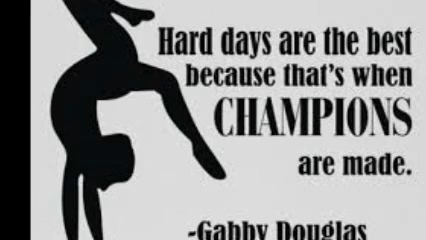 Hard days are the best
because that's when
CHAMPIONS
are made.
-Gabby Douglas